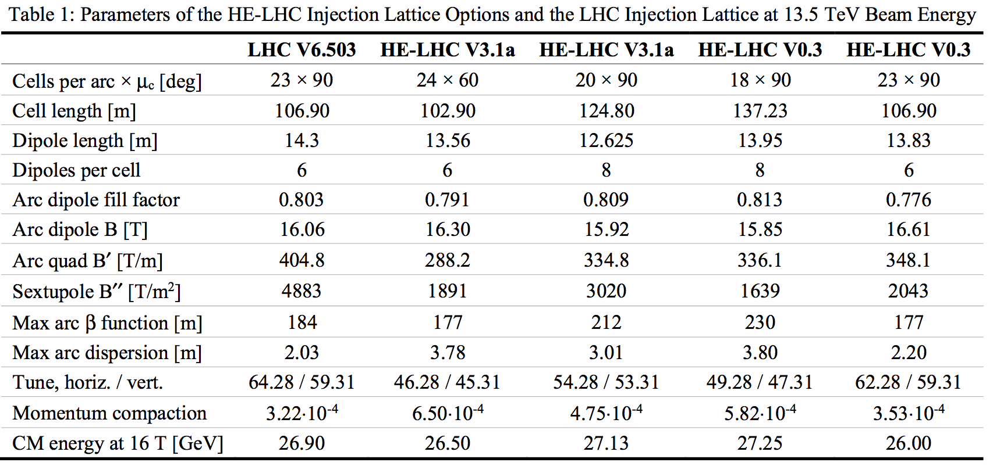 Table 1: Parameters of the HE-LHC Injection Lattice Options and the LHC Injection Lattice at 13.5 TeV Beam Energy
LHC V6.503 HE-LHC V3.1a HE-LHC V3.1a HE-LHC V0.3 HE-LHC V0.3
Cells per arc × μc [deg] 23 × 90 24 × 60 20 × 90 18 × 90 23 × 90
Cell length [m] 106.90 102.90 124.80 137.23 106.90
Dipole length [m] 14.3 13.56 12.625 13.95 13.83
Dipoles per cell 6 6 8 8 6
Arc dipole fill factor 0.803 0.791 0.809 0.813 0.776
Arc dipole B [T] 16.06 16.30 15.92 15.85 16.61
Arc quad B′ [T/m] 404.8 288.2 334.8 336.1 348.1
Sextupole B′′ [T/m²] 4883 1891 3020 1639 2043
Max arc β function [m] 184 177 212 230 177
Max arc dispersion [m] 2.03 3.78 3.01 3.80 2.20
Tune, horiz. / vert. 64.28 / 59.31 46.28 / 45.31 54.28 / 53.31 49.28 / 47.31 62.28 / 59.31
Momentum compaction 3.22·10⁻⁴ 6.50·10⁻⁴ 4.75·10⁻⁴ 5.82·10⁻⁴ 3.53·10⁻⁴
CM energy at 16 T [GeV] 26.90 26.50 27.13 27.25 26.00